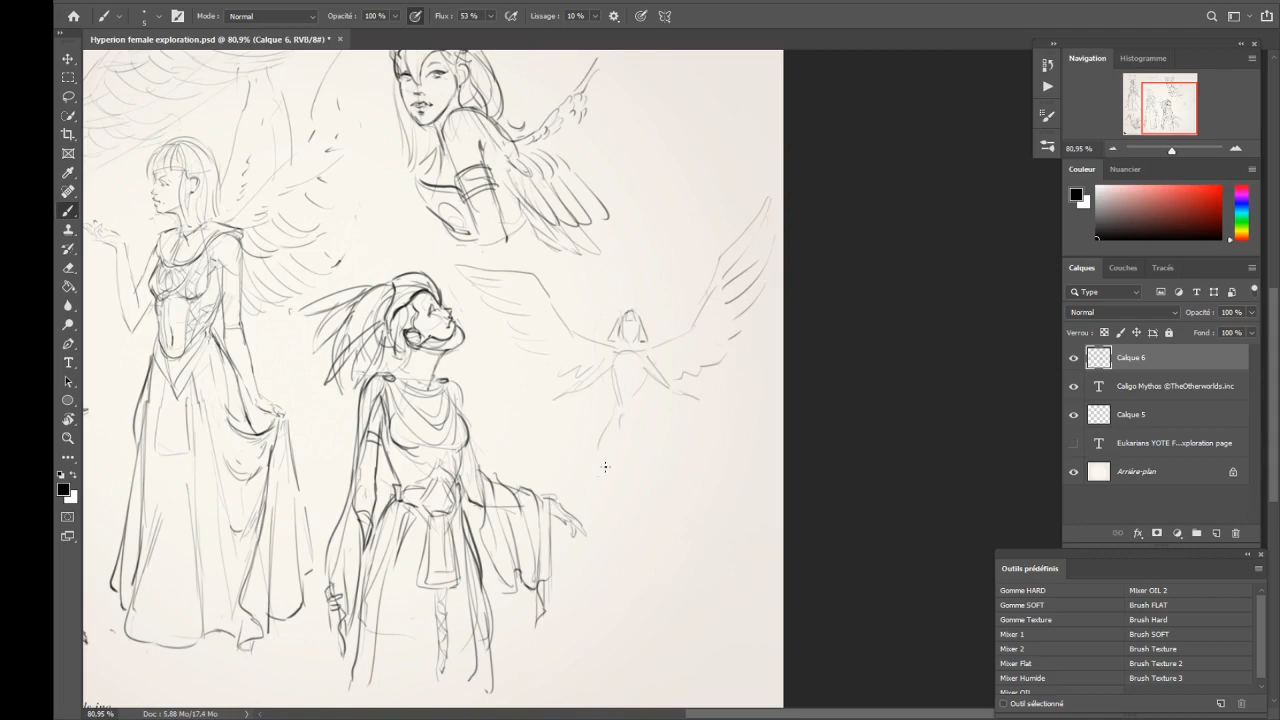 5 Mode : Normal Opacité : 100 % Flux : 53 % Lissage : 10 %
Hyperion female exploration.psd @ 80,9% (Calque 6, RVB/8#) *
Navigation Histogramme
80,95 %
Couleur Nuancier
Calques Couches Tracés
Type
Normal Opacité : 100 %
Verrou : Fond : 100 %
Calque 6
T Caligo Mythos ©TheOtherworlds.inc
Calque 5
T Eukarians YOTE F...xploration page
Arrière-plan
Outils prédéfinis
Gomme HARD Mixer OIL 2
Gomme SOFT Brush FLAT
Gomme Texture Brush Hard
Mixer 1 Brush SOFT
Mixer 2 Brush Texture
Mixer Flat Brush Texture 2
Mixer Humide Brush Texture 3
Mixer OIL
Outil sélectionné
80,95 % Doc : 5,88 Mo/17,4 Mo